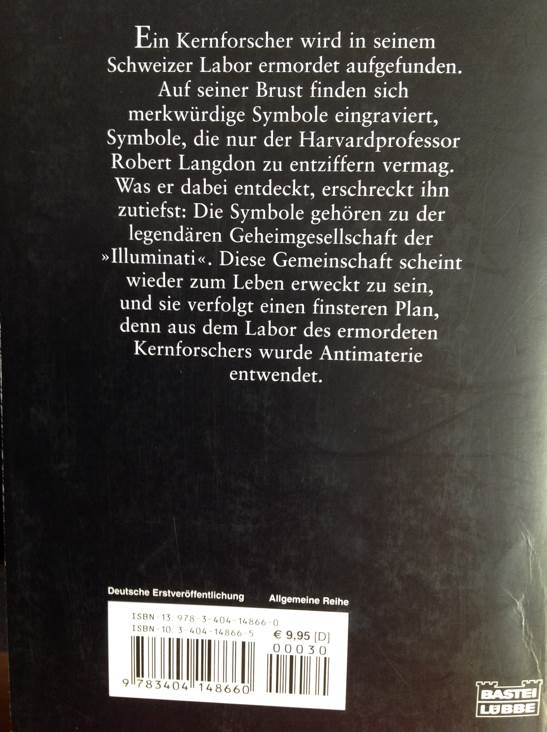 Ein Kernforscher wird in seinem
Schweizer Labor ermordet aufgefunden.
Auf seiner Brust finden sich
merkwürdige Symbole eingraviert,
Symbole, die nur der Harvardprofessor
Robert Langdon zu entziffern vermag.
Was er dabei entdeckt, erschreckt ihn
zutiefst: Die Symbole gehören zu der
legendären Geheimgesellschaft der
»Illuminati«. Diese Gemeinschaft scheint
wieder zum Leben erweckt zu sein,
und sie verfolgt einen finsteren Plan,
denn aus dem Labor des ermordeten
Kernforschers wurde Antimaterie
entwendet.
Deutsche Erstveröffentlichung Allgemeine Reihe
ISBN-13: 978-3-404-14866-0
ISBN-10: 3-404-14866-5
€ 9,95 [D]
00030
9 783404 148660
BASTEI
LÜBBE